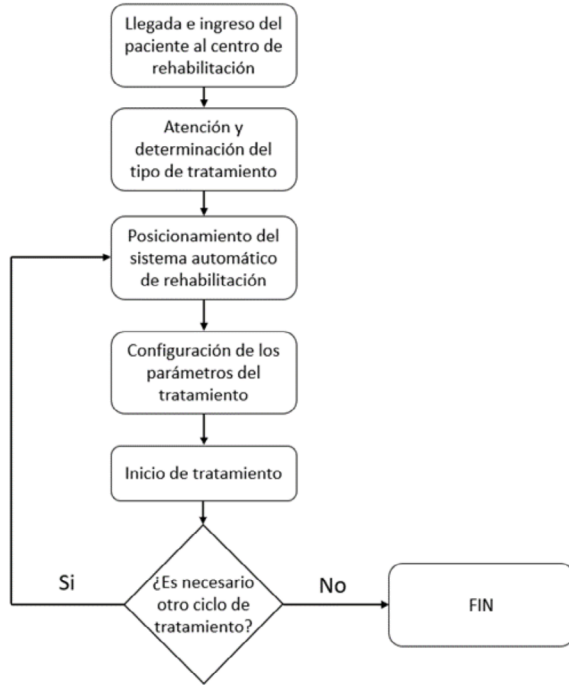 Llegada e ingreso del
paciente al centro de
rehabilitación
Atención y
determinación del
tipo de tratamiento
Posicionamiento del
sistema automático
de rehabilitación
Configuración de los
parámetros del
tratamiento
Inicio de tratamiento
¿Es necesario
otro ciclo de
tratamiento?
Si
No
FIN